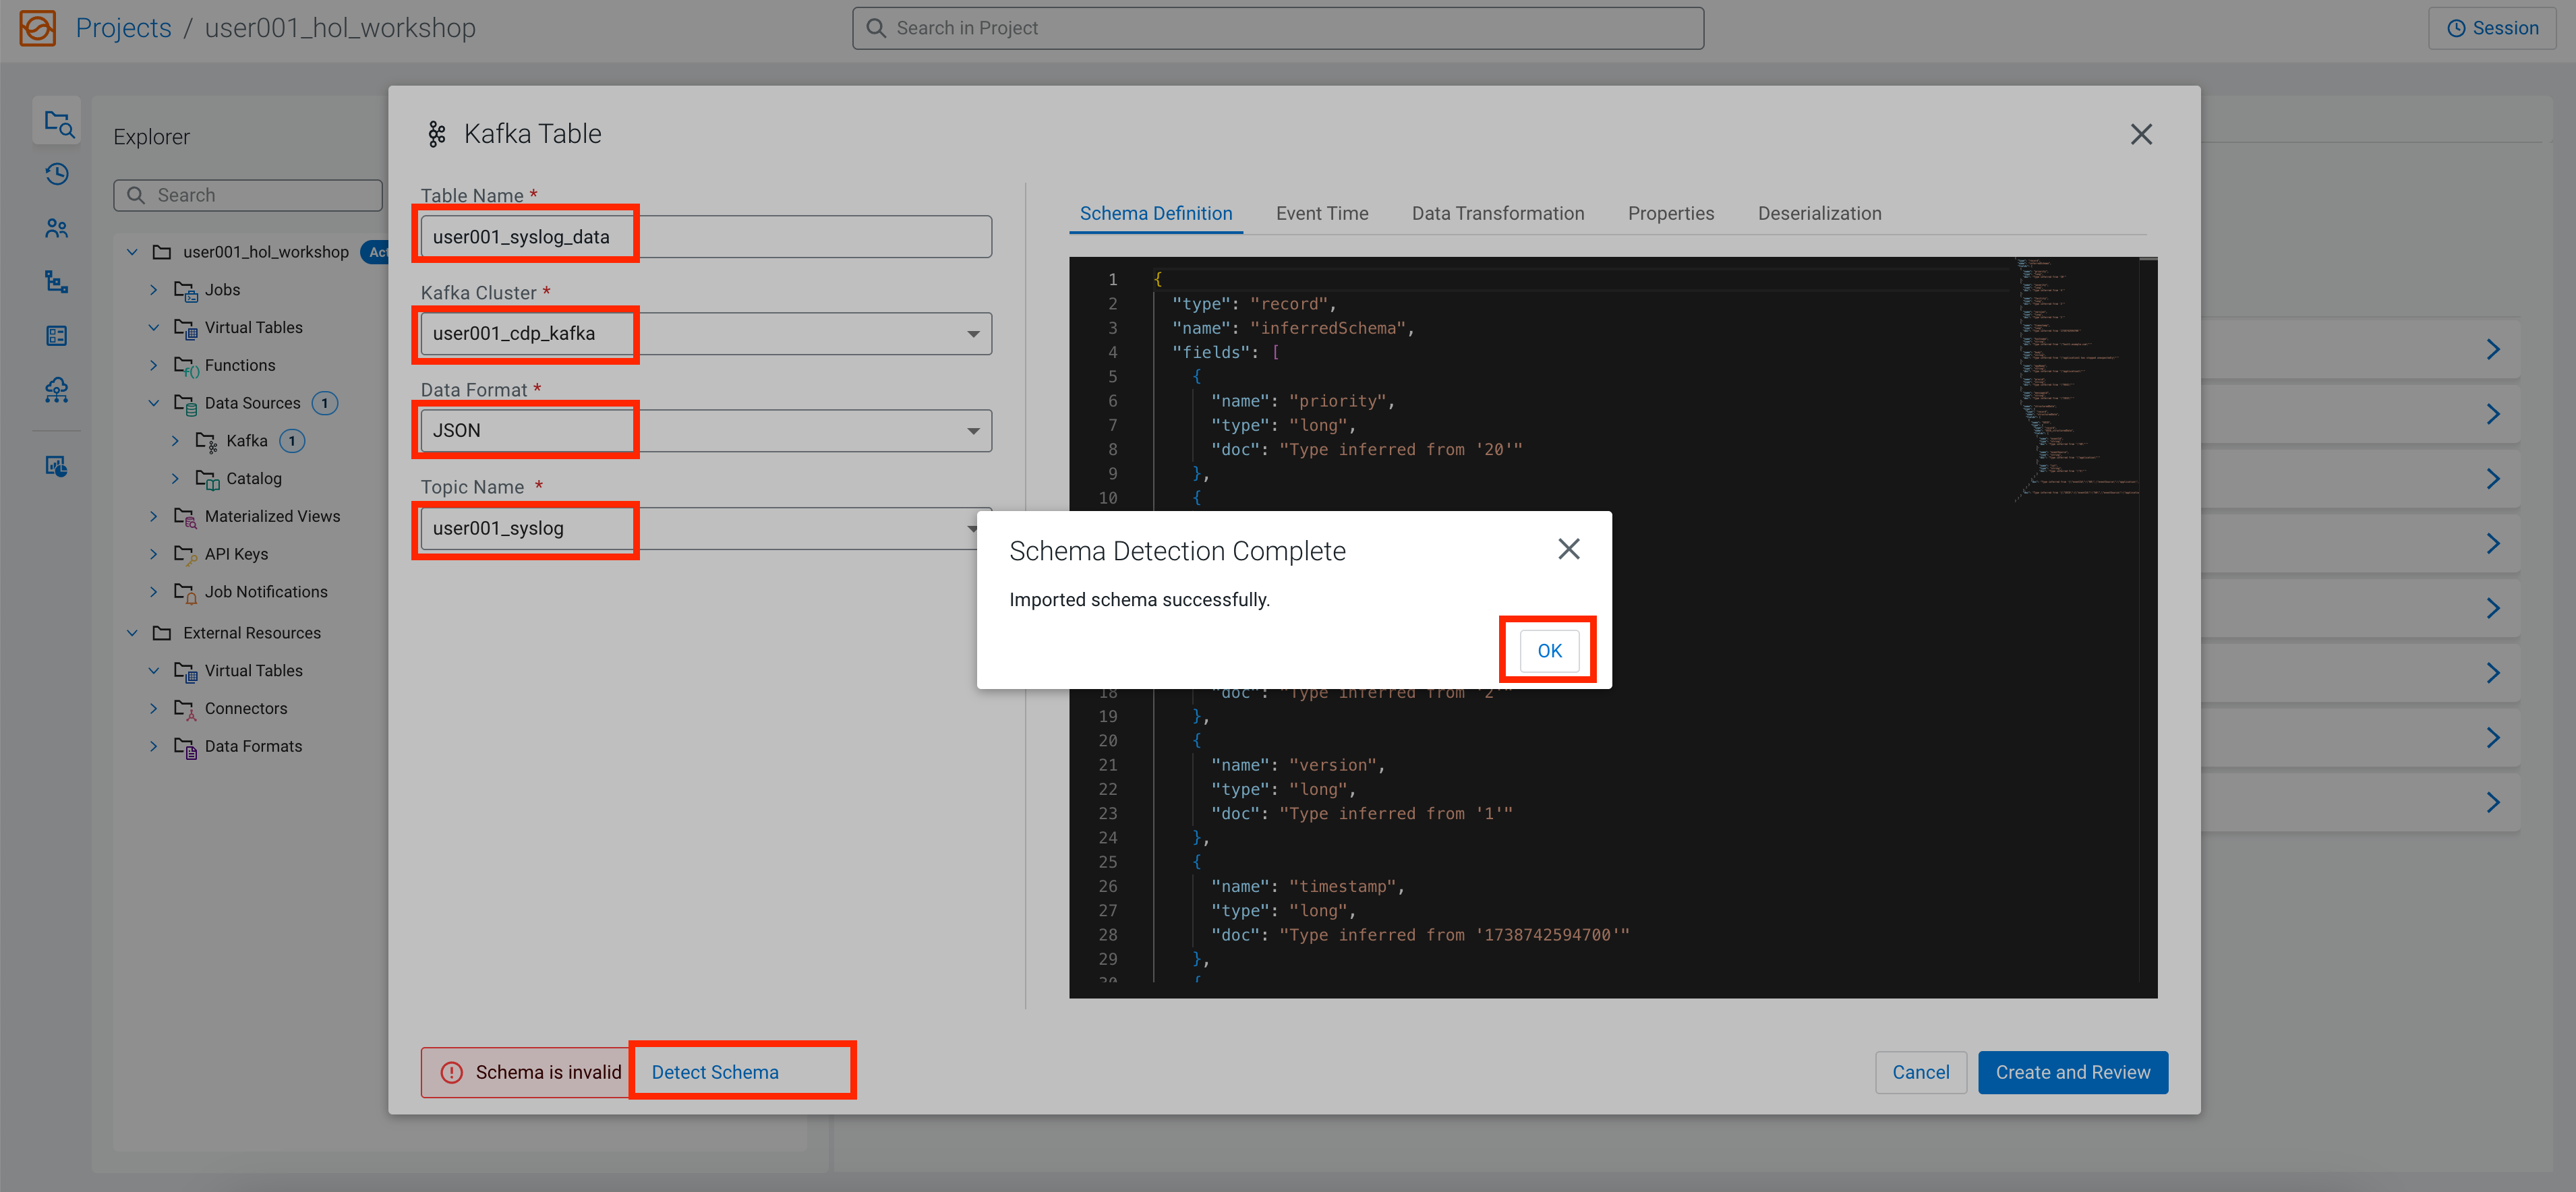 Projects / user001_hol_workshop
Search in Project
Session
Explorer
Search
user001_hol_workshop
Jobs
Virtual Tables
Functions
Data Sources 1
Kafka 1
Catalog
Materialized Views
API Keys
Job Notifications
External Resources
Virtual Tables
Connectors
Data Formats
Kafka Table
Table Name *
user001_syslog_data
Kafka Cluster *
user001_cdp_kafka
Data Format *
JSON
Topic Name *
user001_syslog
Schema is invalid Detect Schema
Schema Definition Event Time Data Transformation Properties Deserialization
1 {
2 "type": "record",
3 "name": "inferredSchema",
4 "fields": [
5 {
6 "name": "priority",
7 "type": "long",
8 "doc": "Type inferred from '20'"
9 },
10 {
Schema Detection Complete
Imported schema successfully.
OK
18 "doc": "Type inferred from '2'"
19 },
20 {
21 "name": "version",
22 "type": "long",
23 "doc": "Type inferred from '1'"
24 },
25 {
26 "name": "timestamp",
27 "type": "long",
28 "doc": "Type inferred from '1738742594700'"
29 },
30 {
Cancel Create and Review